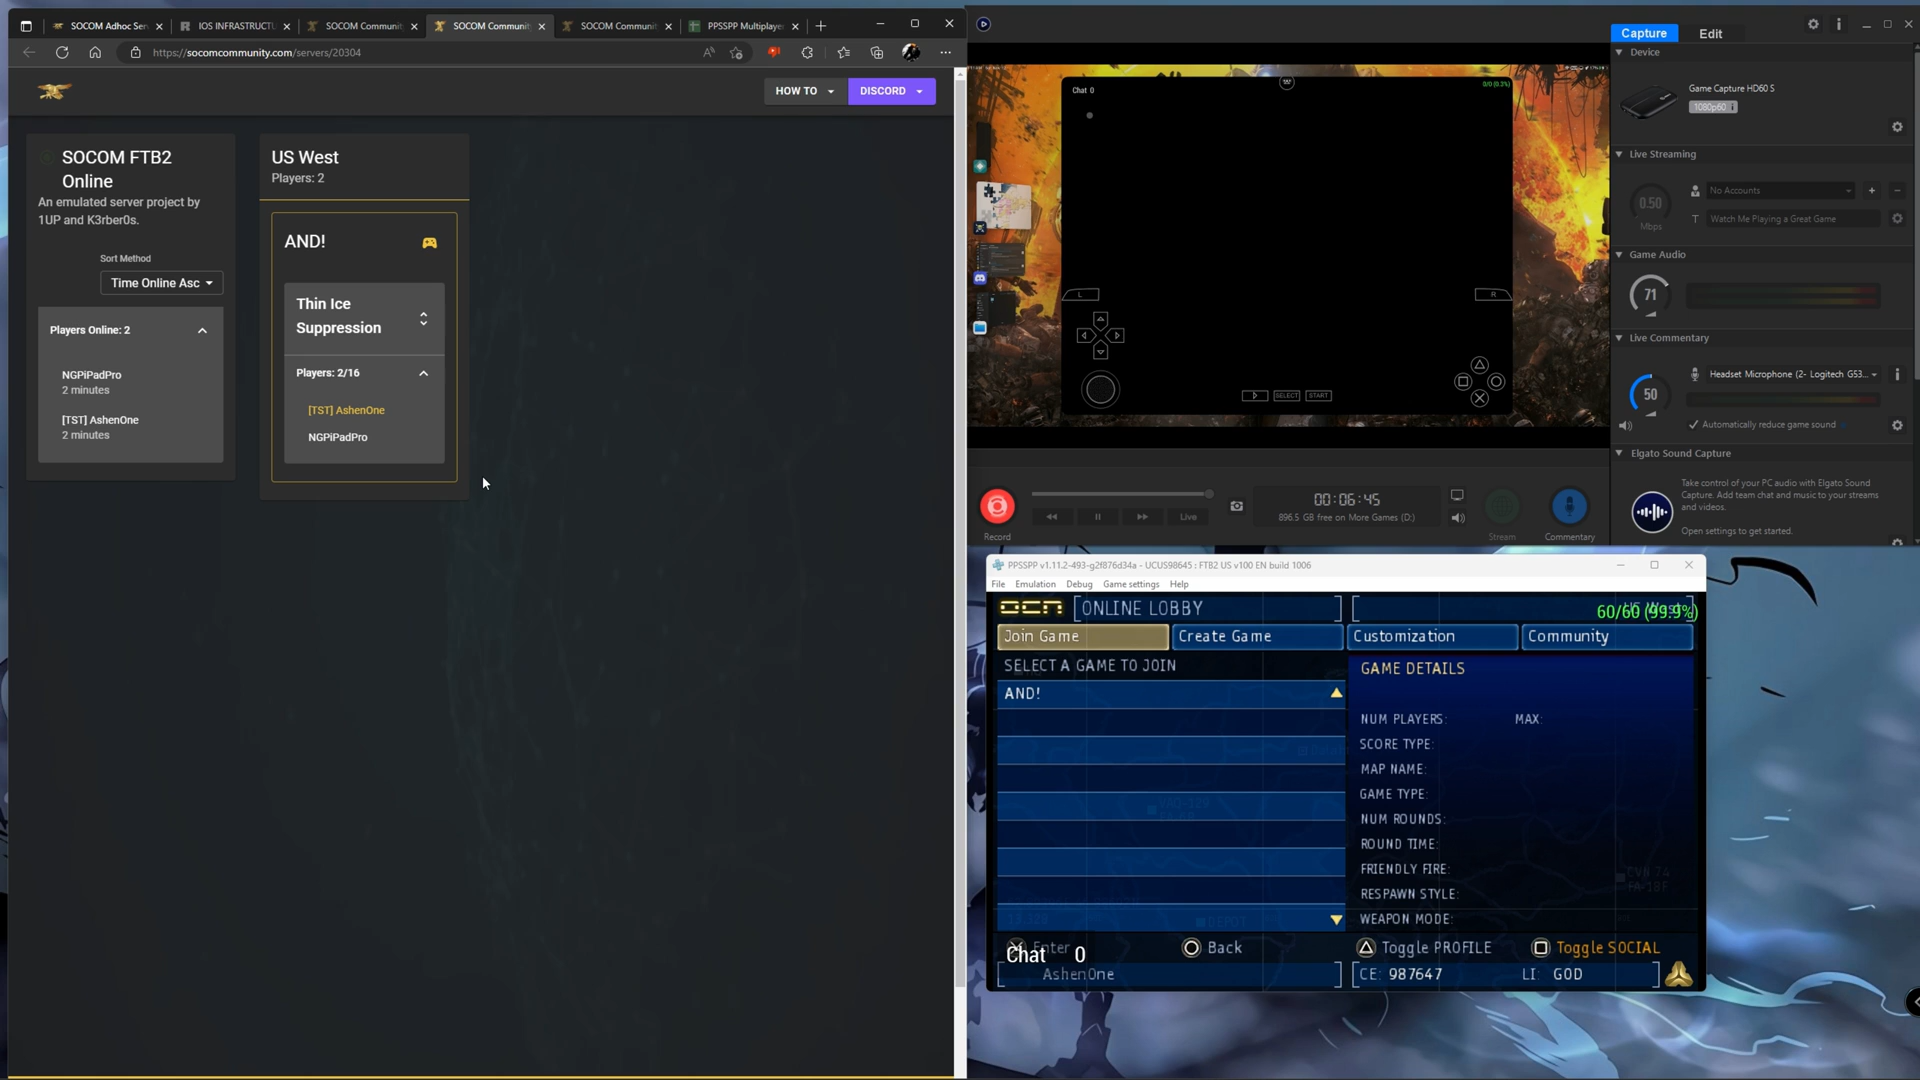 SOCOM Adhoc Ser
IOS INFRASTRUCTU
SOCOM Communit
SOCOM Communit
SOCOM Communit
PPSSPP Multiplaye
https://socomcommunity.com/servers/20304
HOW TO
DISCORD
SOCOM FTB2
Online
An emulated server project by
1UP and K3rber0s.
Sort Method
Time Online Asc
Players Online: 2
NGPiPadPro
2 minutes
[TST] AshenOne
2 minutes
US West
Players: 2
AND!
Thin Ice
Suppression
Players: 2/16
[TST] AshenOne
NGPiPadPro
Chat 0
0/0 (0.3%)
L
R
SELECT
START
Capture
Edit
Device
Game Capture HD60 S
1080p60
Live Streaming
0.50
Mbps
No Accounts
Watch Me Playing a Great Game
Game Audio
71
Live Commentary
50
Headset Microphone (2- Logitech G53...
Automatically reduce game sound
Elgato Sound Capture
Take control of your PC audio with Elgato Sound
Capture. Add team chat and music to your streams
and videos.
Open settings to get started.
Record
Live
00:06:45
896.5 GB free on More Games (D:)
Stream
Commentary
PPSSPP v1.11.2-493-g2f876d34a - UCUS98645 : FTB2 US v100 EN build 1006
File
Emulation
Debug
Game settings
Help
OCN
ONLINE LOBBY
60/60 (99.9%)
Join Game
Create Game
Customization
Community
SELECT A GAME TO JOIN
AND!
GAME DETAILS
NUM PLAYERS:
MAX:
SCORE TYPE:
MAP NAME:
GAME TYPE:
NUM ROUNDS:
ROUND TIME:
FRIENDLY FIRE:
RESPAWN STYLE:
WEAPON MODE:
Enter
Back
Toggle PROFILE
Toggle SOCIAL
Chat 0
AshenOne
CE: 987647
LI: GOD